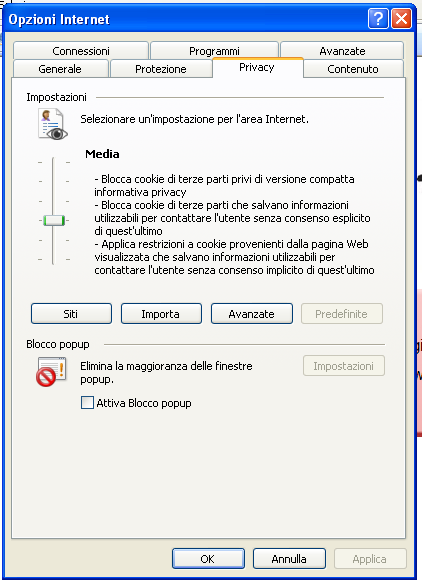 Opzioni Internet
Connessioni Programmi Avanzate
Generale Protezione Privacy Contenuto
Impostazioni
Selezionare un'impostazione per l'area Internet.
Media
- Blocca cookie di terze parti privi di versione compatta
informativa privacy
- Blocca cookie di terze parti che salvano informazioni
utilizzabili per contattare l'utente senza consenso esplicito
di quest'ultimo
- Applica restrizioni a cookie provenienti dalla pagina Web
visualizzata che salvano informazioni utilizzabili per
contattare l'utente senza consenso implicito di quest'ultimo
Siti Importa Avanzate Predefinite
Blocco popup
Elimina la maggioranza delle finestre
popup.
Impostazioni
Attiva Blocco popup
OK Annulla Applica